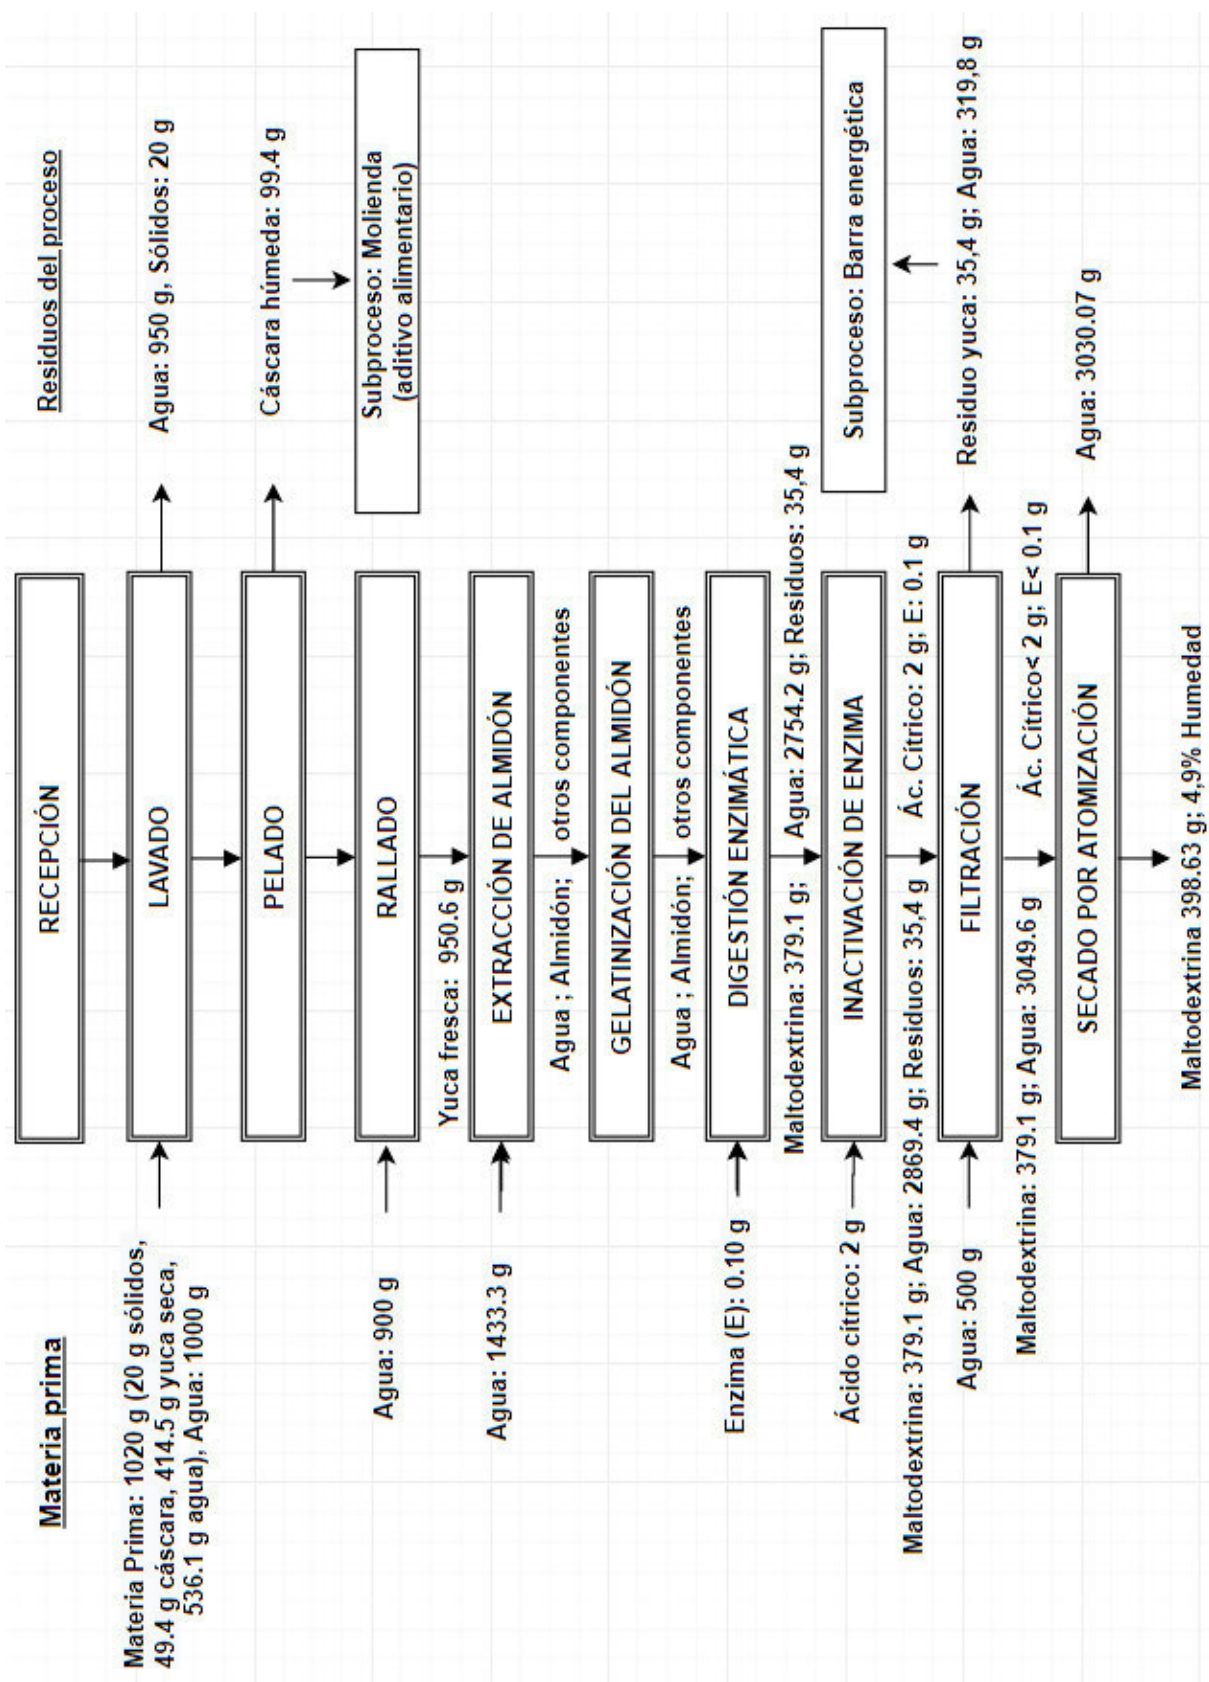 Materia prima
Residuos del proceso
RECEPCIÓN
Materia Prima: 1020 g (20 g sólidos,
49.4 g cáscara, 414.5 g yuca seca,
536.1 g agua), Agua: 1000 g
LAVADO
Agua: 950 g, Sólidos: 20 g
PELADO
Cáscara húmeda: 99.4 g
Subproceso: Molienda
(aditivo alimentario)
Agua: 900 g
RALLADO
Yuca fresca: 950.6 g
Agua: 1433.3 g
EXTRACCIÓN DE ALMIDÓN
Agua ; Almidón; otros componentes
GELATINIZACIÓN DEL ALMIDÓN
Agua ; Almidón; otros componentes
Enzima (E): 0.10 g
DIGESTIÓN ENZIMÁTICA
Maltodextrina: 379.1 g; Agua: 2754.2 g; Residuos: 35,4 g
Ácido cítrico: 2 g
INACTIVACIÓN DE ENZIMA
Subproceso: Barra energética
Maltodextrina: 379.1 g; Agua: 2869.4 g; Residuos: 35,4 g Ác. Cítrico: 2 g; E: 0.1 g
Agua: 500 g
FILTRACIÓN
Residuo yuca: 35,4 g; Agua: 319,8 g
Maltodextrina: 379.1 g; Agua: 3049.6 g Ác. Cítrico< 2 g; E< 0.1 g
SECADO POR ATOMIZACIÓN
Agua: 3030.07 g
Maltodextrina 398.63 g; 4,9% Humedad